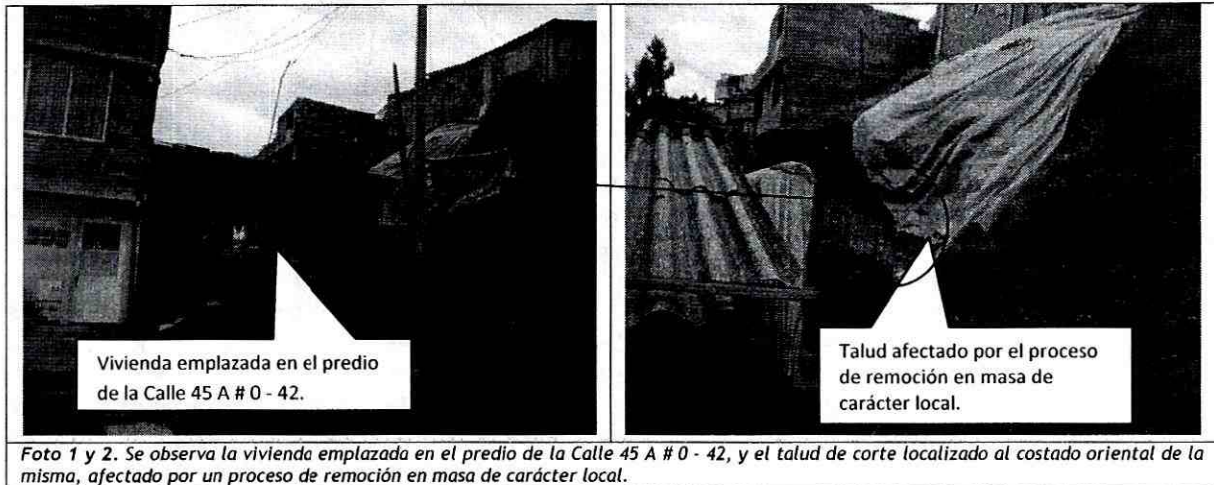 Vivienda emplazada en el predio
de la Calle 45 A # 0 - 42.
Talud afectado por el proceso
de remoción en masa de
carácter local.
Foto 1 y 2. Se observa la vivienda emplazada en el predio de la Calle 45 A # 0 - 42, y el talud de corte localizado al costado oriental de la
misma, afectado por un proceso de remoción en masa de carácter local.